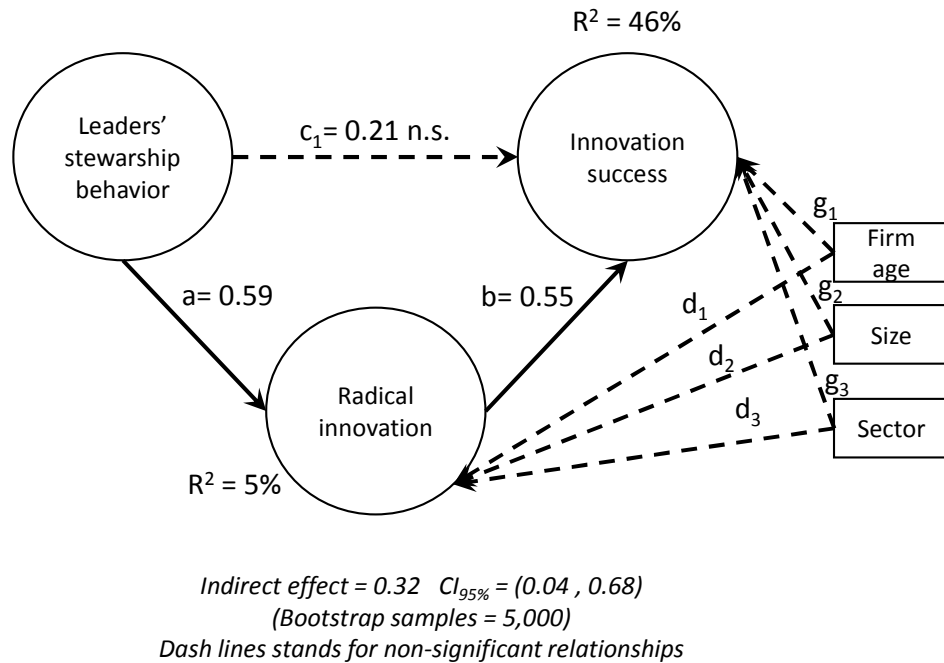 R² = 46%
Leaders'
stewarship
behavior
c₁= 0.21 n.s.
Innovation
success
g₁
Firm
age
a= 0.59
b= 0.55
d₁
g₂
Size
d₂
Radical
innovation
g₃
d₃
Sector
R² = 5%
Indirect effect = 0.32 CI₉₅% = (0.04 , 0.68)
(Bootstrap samples = 5,000)
Dash lines stands for non-significant relationships